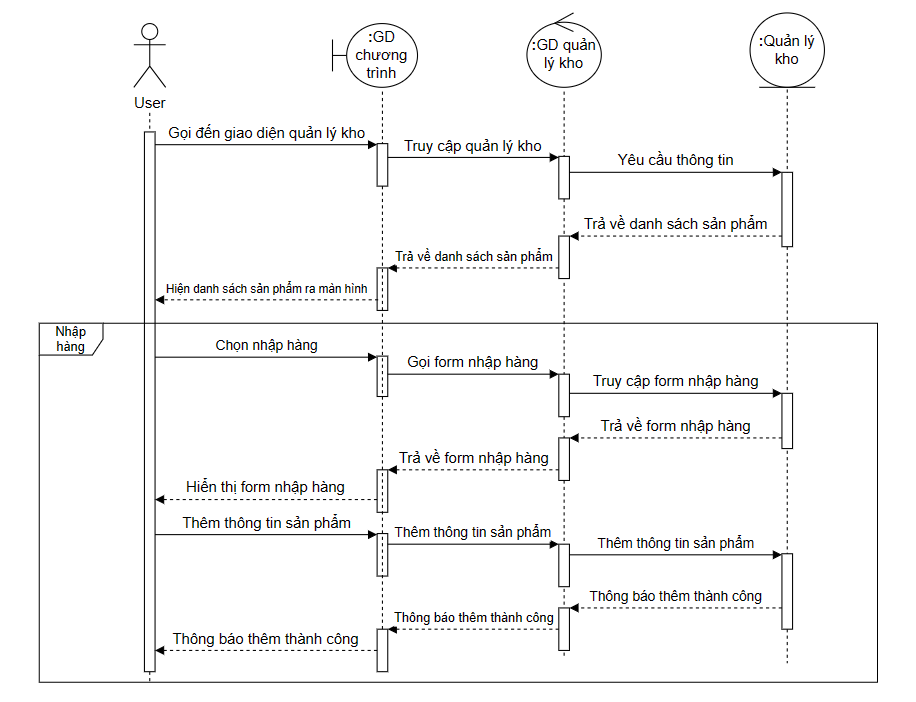 :GD
chương
trình
:GD quản
lý kho
:Quản lý
kho
User
Gọi đến giao diện quản lý kho
Truy cập quản lý kho
Yêu cầu thông tin
Trả về danh sách sản phẩm
Trả về danh sách sản phẩm
Hiện danh sách sản phẩm ra màn hình
Nhập
hàng
Chọn nhập hàng
Gọi form nhập hàng
Truy cập form nhập hàng
Trả về form nhập hàng
Trả về form nhập hàng
Hiển thị form nhập hàng
Thêm thông tin sản phẩm
Thêm thông tin sản phẩm
Thêm thông tin sản phẩm
Thông báo thêm thành công
Thông báo thêm thành công
Thông báo thêm thành công